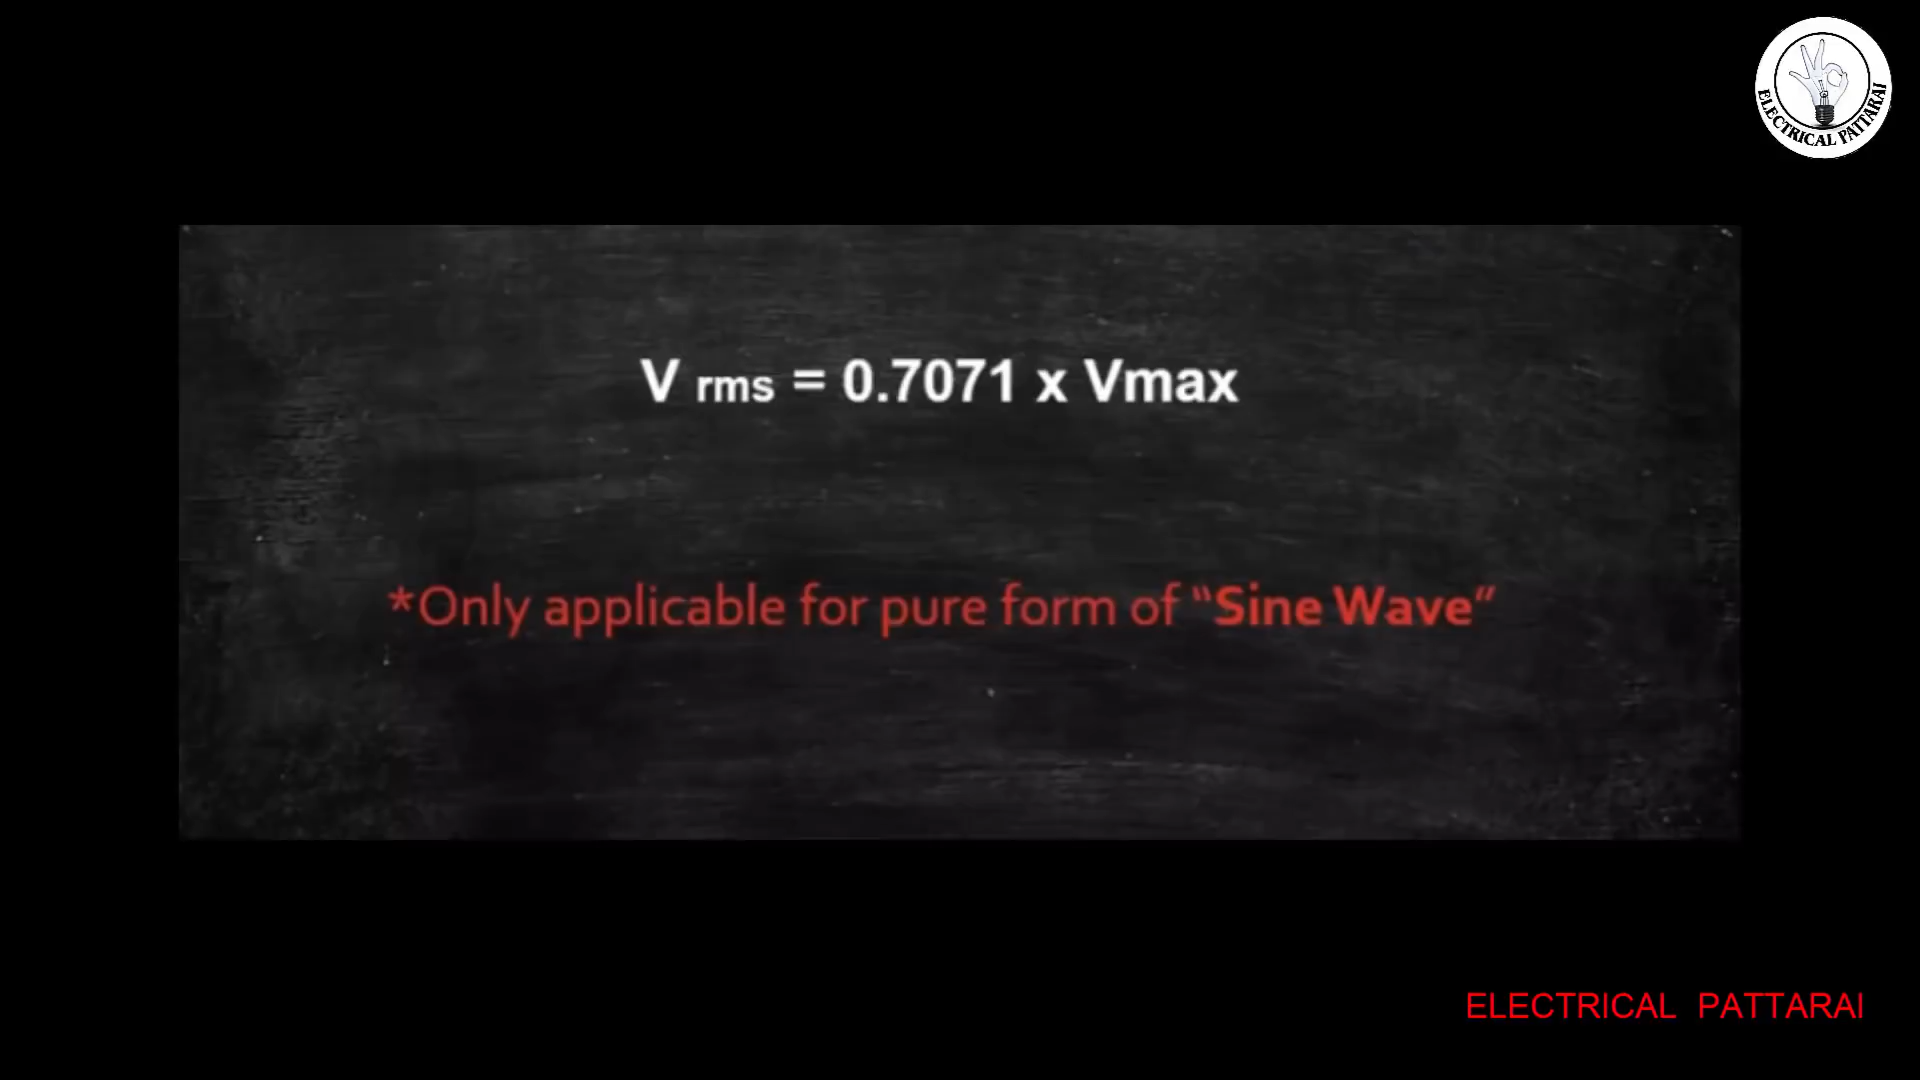 ELECTRICAL PATTARAI
V rms = 0.7071 x Vmax
*Only applicable for pure form of “Sine Wave”
ELECTRICAL PATTARAI